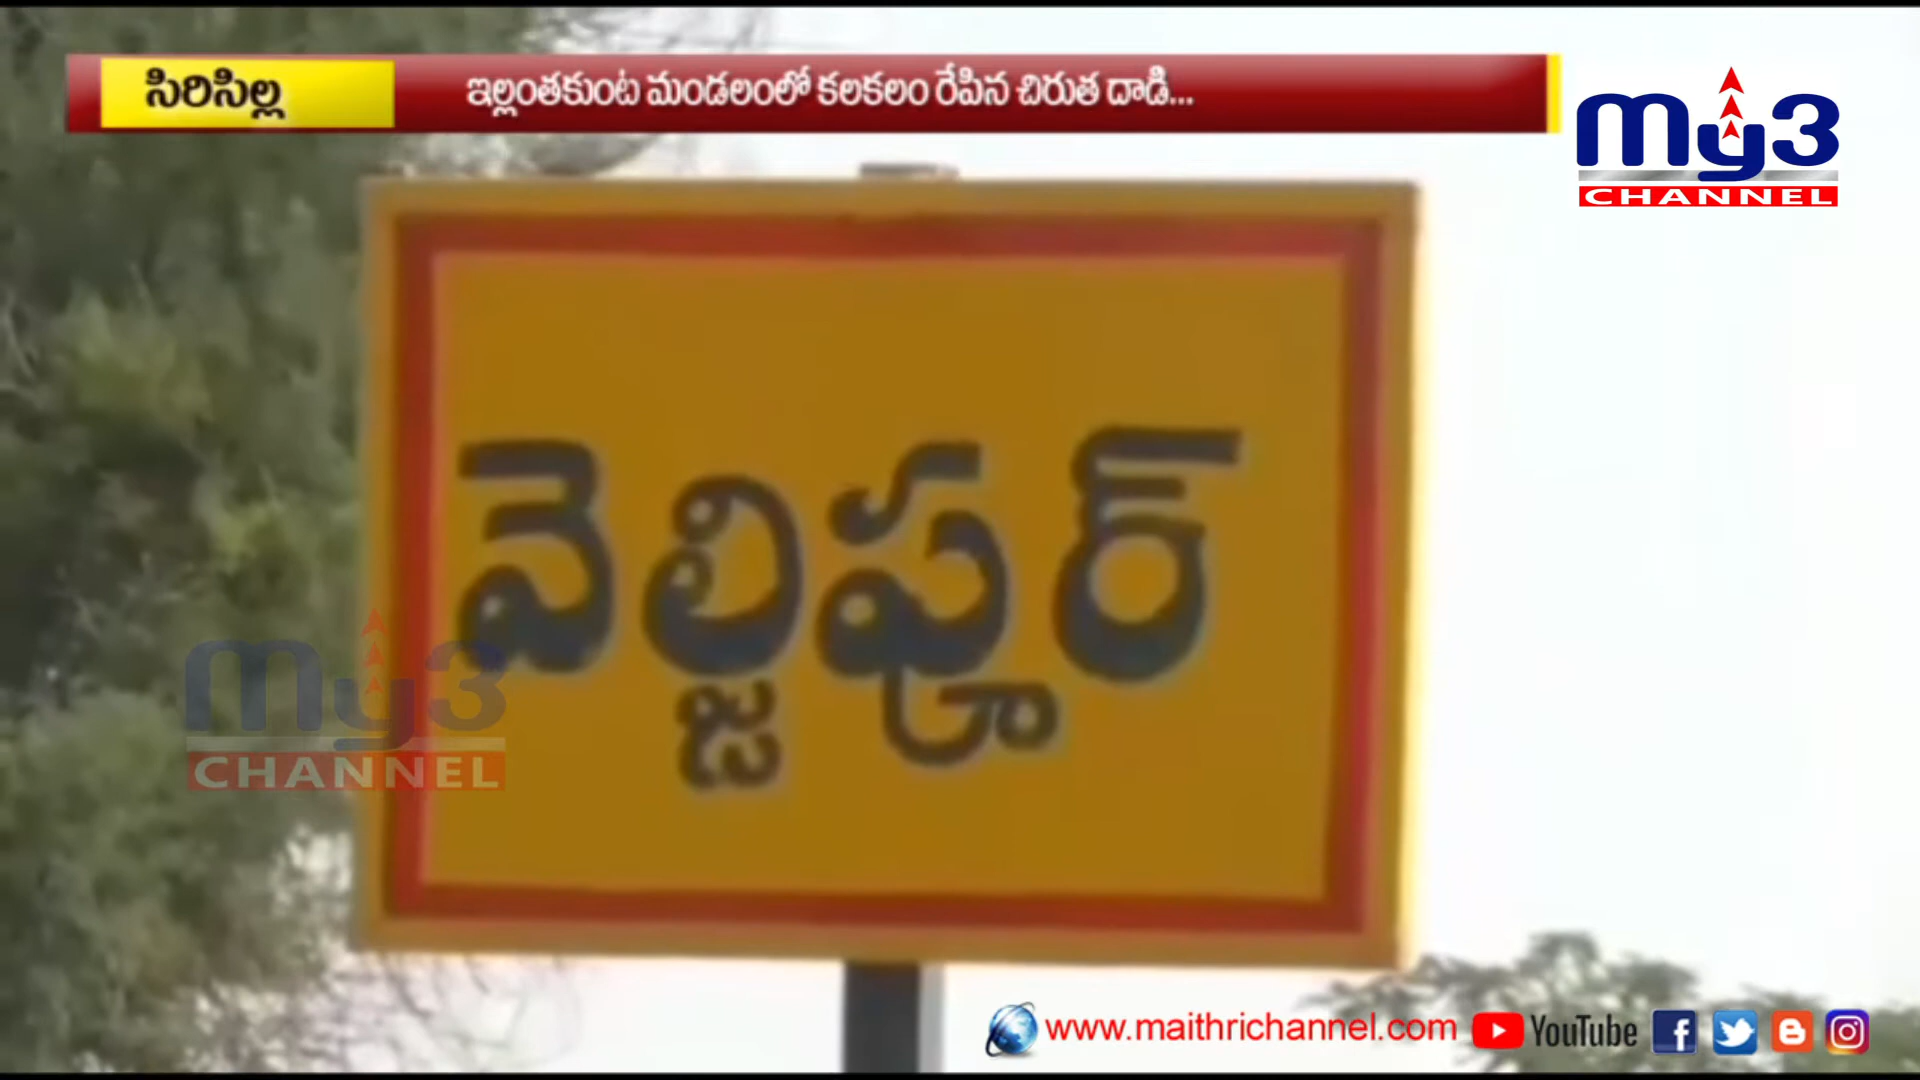 సిరిసిల్ల
ఇల్లంతకుంట మండలంలో కలకలం రేపిన చిరుత దాడి...
my3
CHANNEL
వెల్జిపూర్
my3
CHANNEL
www.maithrichannel.com YouTube